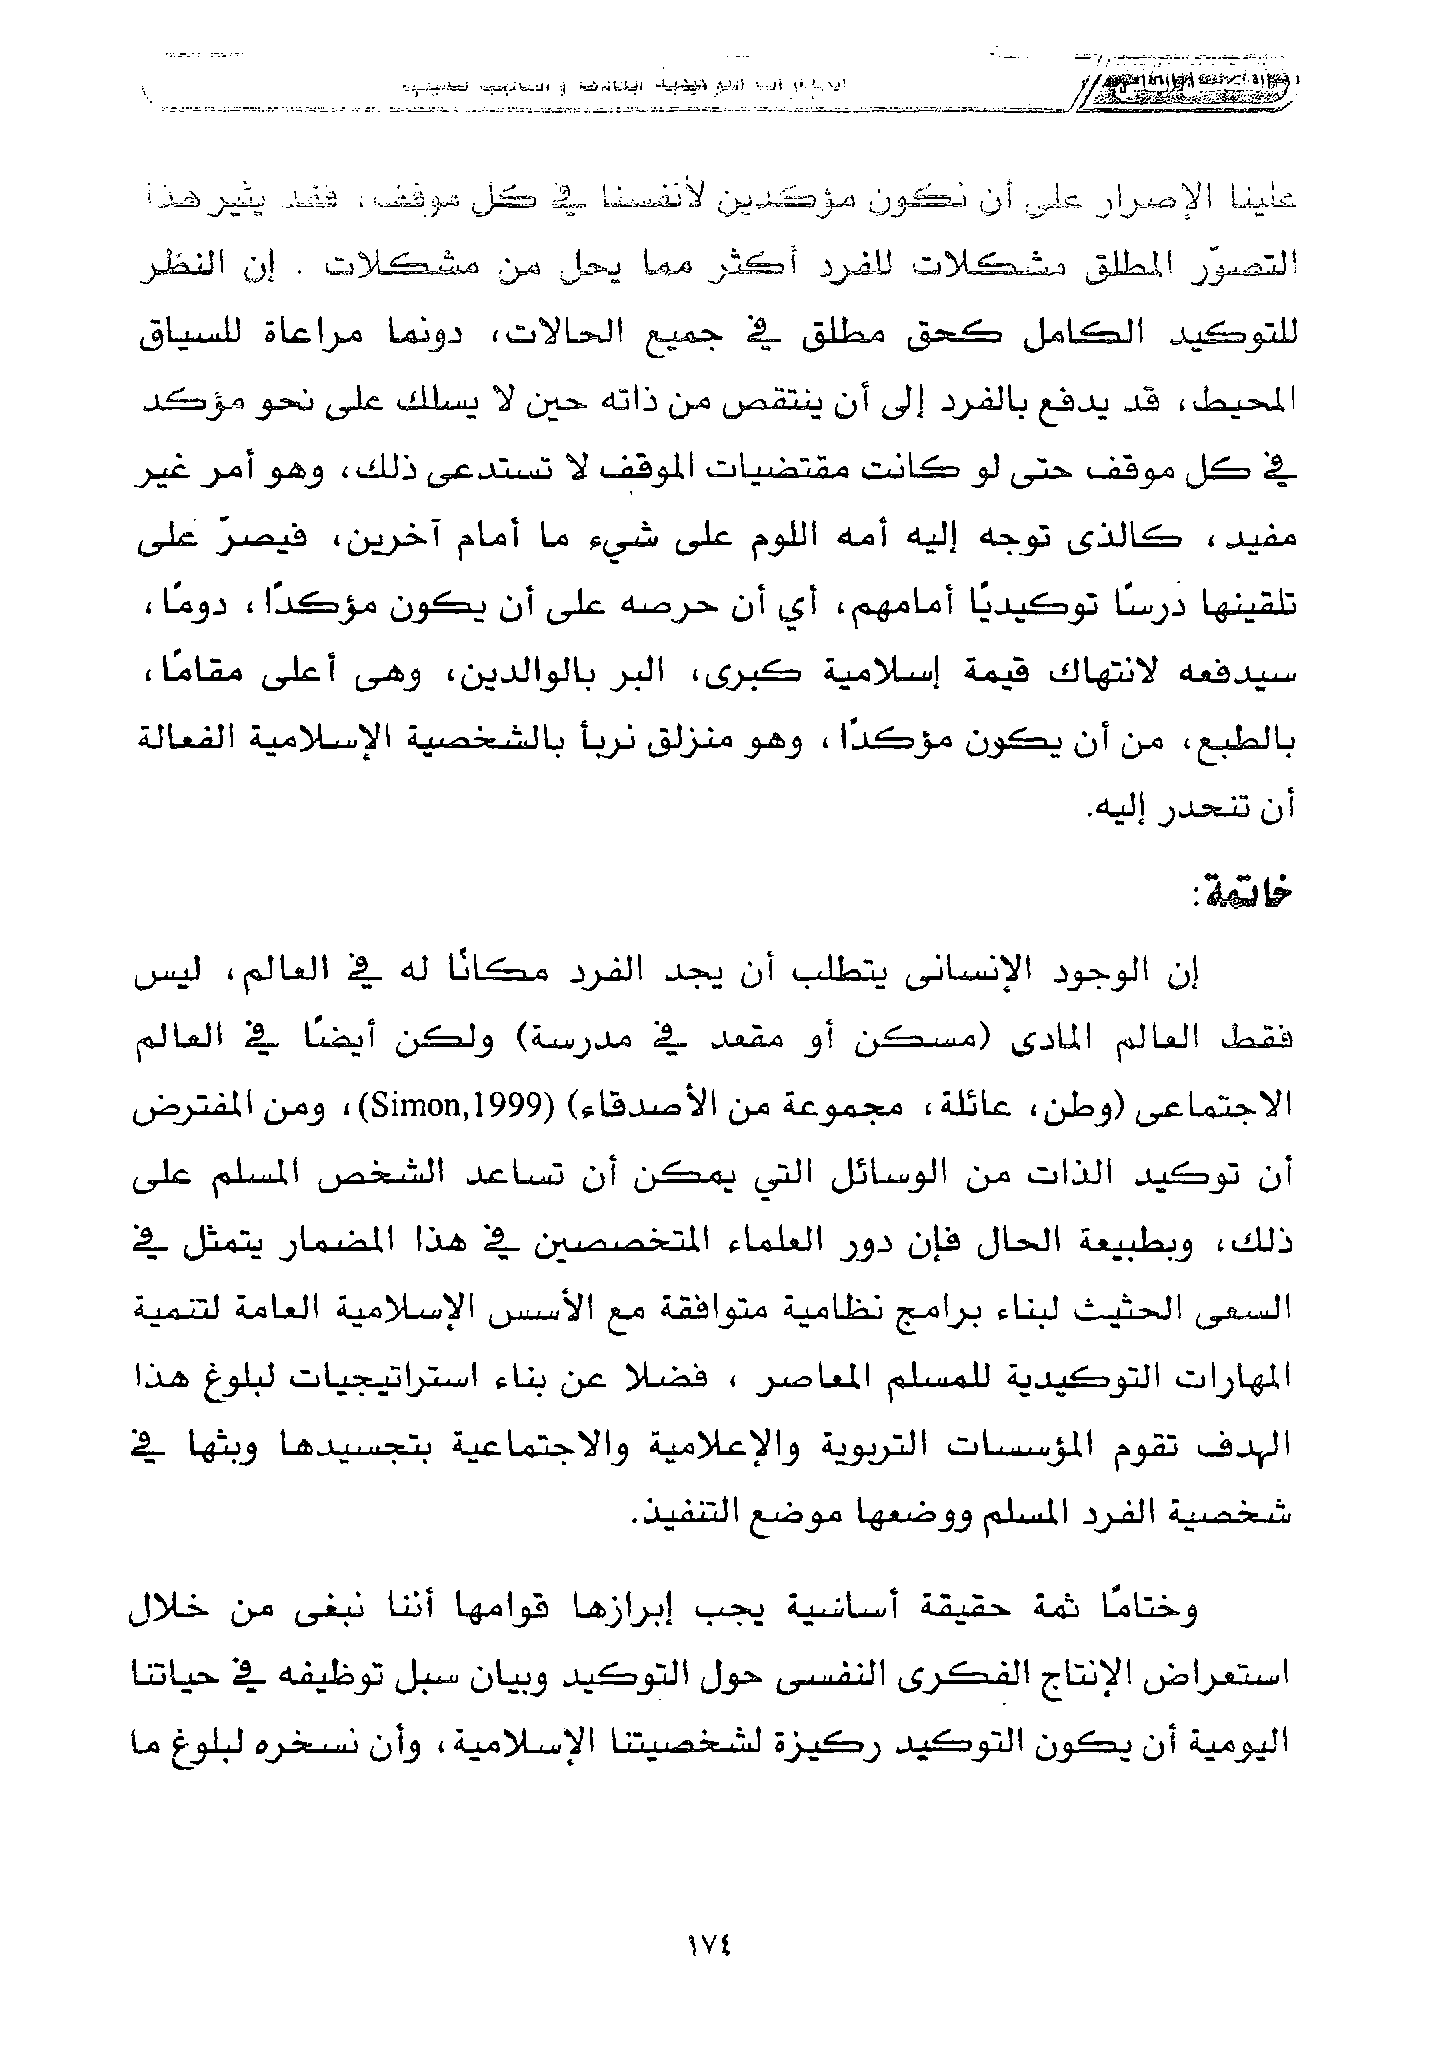 علينا الإصرار على أن نكون مؤكدين لأنفسنا في كل موقف، فقد يثير هذا
التصوّر المطلق مشكلات للفرد أكثر مما يحل من مشكلات . إن النظر
للتوكيد الكامل كحق مطلق في جميع الحالات، دونما مراعاة للسياق
المحيط، قد يدفع بالفرد إلى أن ينتقص من ذاته حين لا يسلك على نحو مؤكد
في كل موقف حتى لو كانت مقتضيات الموقف لا تستدعى ذلك، وهو أمر غير
مفيد، كالذى توجه إليه أمه اللوم على شيء ما أمام آخرين، فيصرّ على
تلقينها درسًا توكيديًا أمامهم، أي أن حرصه على أن يكون مؤكدًا، دومًا،
سيدفعه لانتهاك قيمة إسلامية كبرى، البر بالوالدين، وهى أعلى مقامًا،
بالطبع، من أن يكون مؤكدًا، وهو منزلق نربأ بالشخصية الإسلامية الفعالة
أن تنحدر إليه.
خاتمة:
إن الوجود الإنسانى يتطلب أن يجد الفرد مكانًا له في العالم، ليس
فقط العالم المادى (مسكن أو مقعد في مدرسة) ولكن أيضًا في العالم
الاجتماعى (وطن، عائلة، مجموعة من الأصدقاء) (Simon,1999)، ومن المفترض
أن توكيد الذات من الوسائل التي يمكن أن تساعد الشخص المسلم على
ذلك، وبطبيعة الحال فإن دور العلماء المتخصصين في هذا المضمار يتمثل في
السعى الحثيث لبناء برامج نظامية متوافقة مع الأسس الإسلامية العامة لتنمية
المهارات التوكيدية للمسلم المعاصر ، فضلا عن بناء استراتيجيات لبلوغ هذا
الهدف تقوم المؤسسات التربوية والإعلامية والاجتماعية بتجسيدها وبثها في
شخصية الفرد المسلم ووضعها موضع التنفيذ.
وختامًا ثمة حقيقة أساسية يجب إبرازها قوامها أننا نبغى من خلال
استعراض الإنتاج الفكرى النفسى حول التوكيد وبيان سبل توظيفه في حياتنا
اليومية أن يكون التوكيد ركيزة لشخصيتنا الإسلامية، وأن نسخره لبلوغ ما
١٧٤